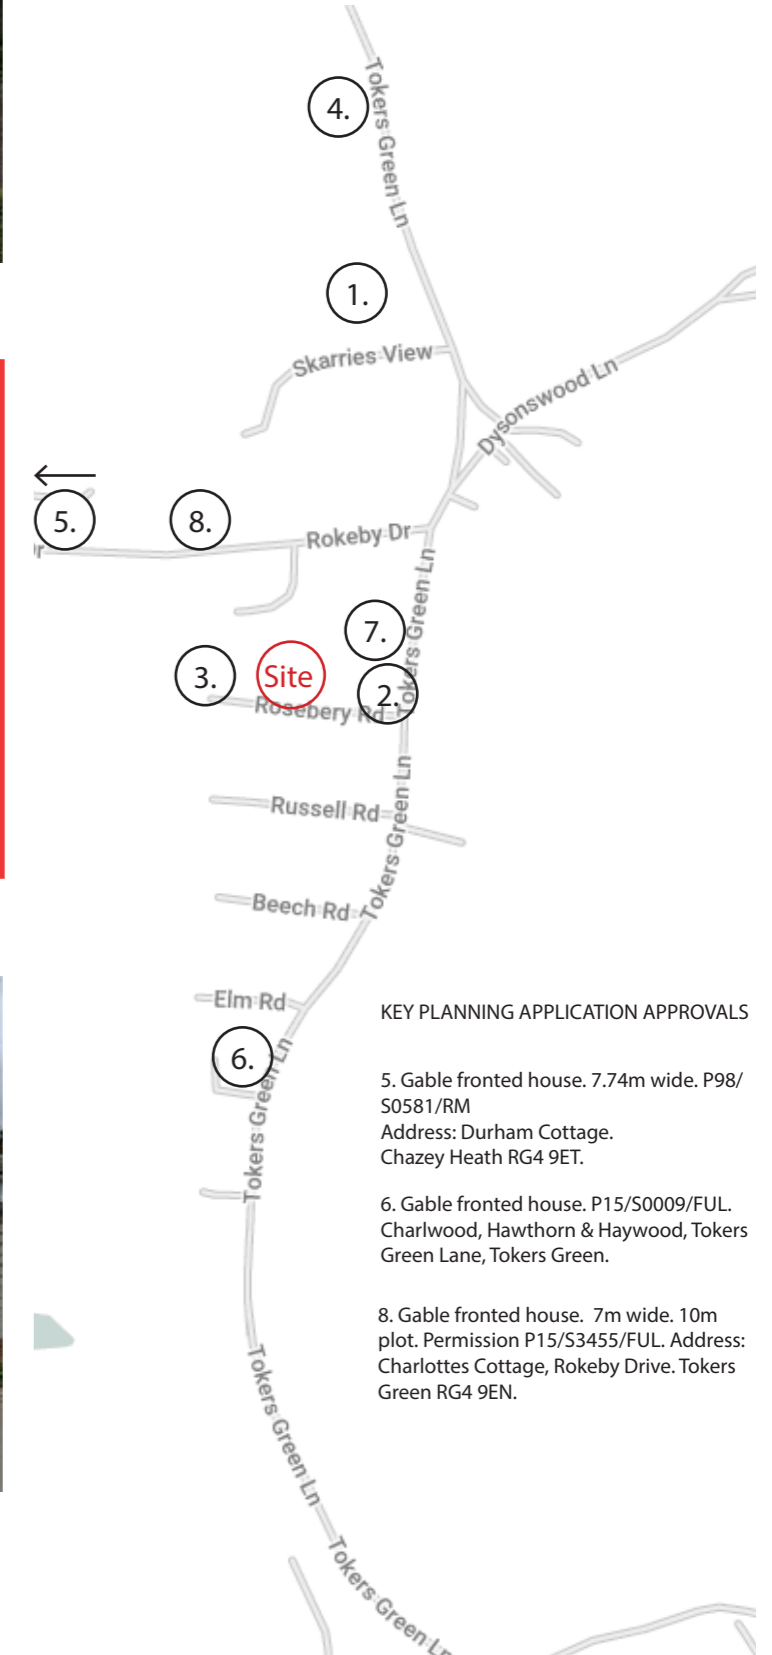 Tokers Green Ln
4.
1.
Skarries View
Dysonswood Ln
5.
8.
Rokeby Dr
Tokers Green Ln
7.
3.
Site
2.
Rosebery Rd
Russell Rd
Tokers Green Ln
Beech Rd
Elm Rd
KEY PLANNING APPLICATION APPROVALS
6.
Tokers Green Ln
5. Gable fronted house. 7.74m wide. P98/
S0581/RM
Address: Durham Cottage.
Chazey Heath RG4 9ET.
6. Gable fronted house. P15/S0009/FUL.
Charlwood, Hawthorn & Haywood, Tokers
Green Lane, Tokers Green.
8. Gable fronted house.  7m wide. 10m
plot. Permission P15/S3455/FUL. Address:
Charlottes Cottage, Rokeby Drive. Tokers
Green RG4 9EN.
Tokers Green Ln
Tokers Green Ln